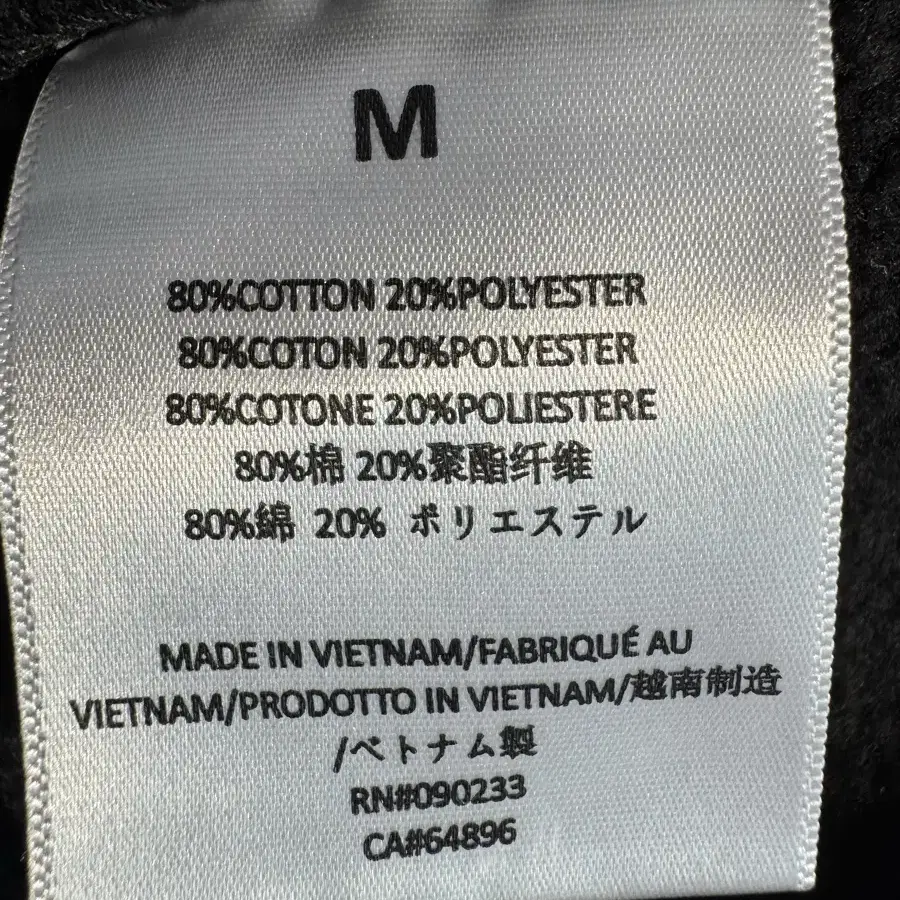 M
80%COTTON 20%POLYESTER
80%COTON 20%POLYESTER
80%COTONE 20%POLIESTERE
80%棉 20%聚酯纤维
80%綿 20% ポリエステル
MADE IN VIETNAM/FABRIQUÉ AU
VIETNAM/PRODOTTO IN VIETNAM/越南制造
/ベトナム製
RN#090233
CA#64896